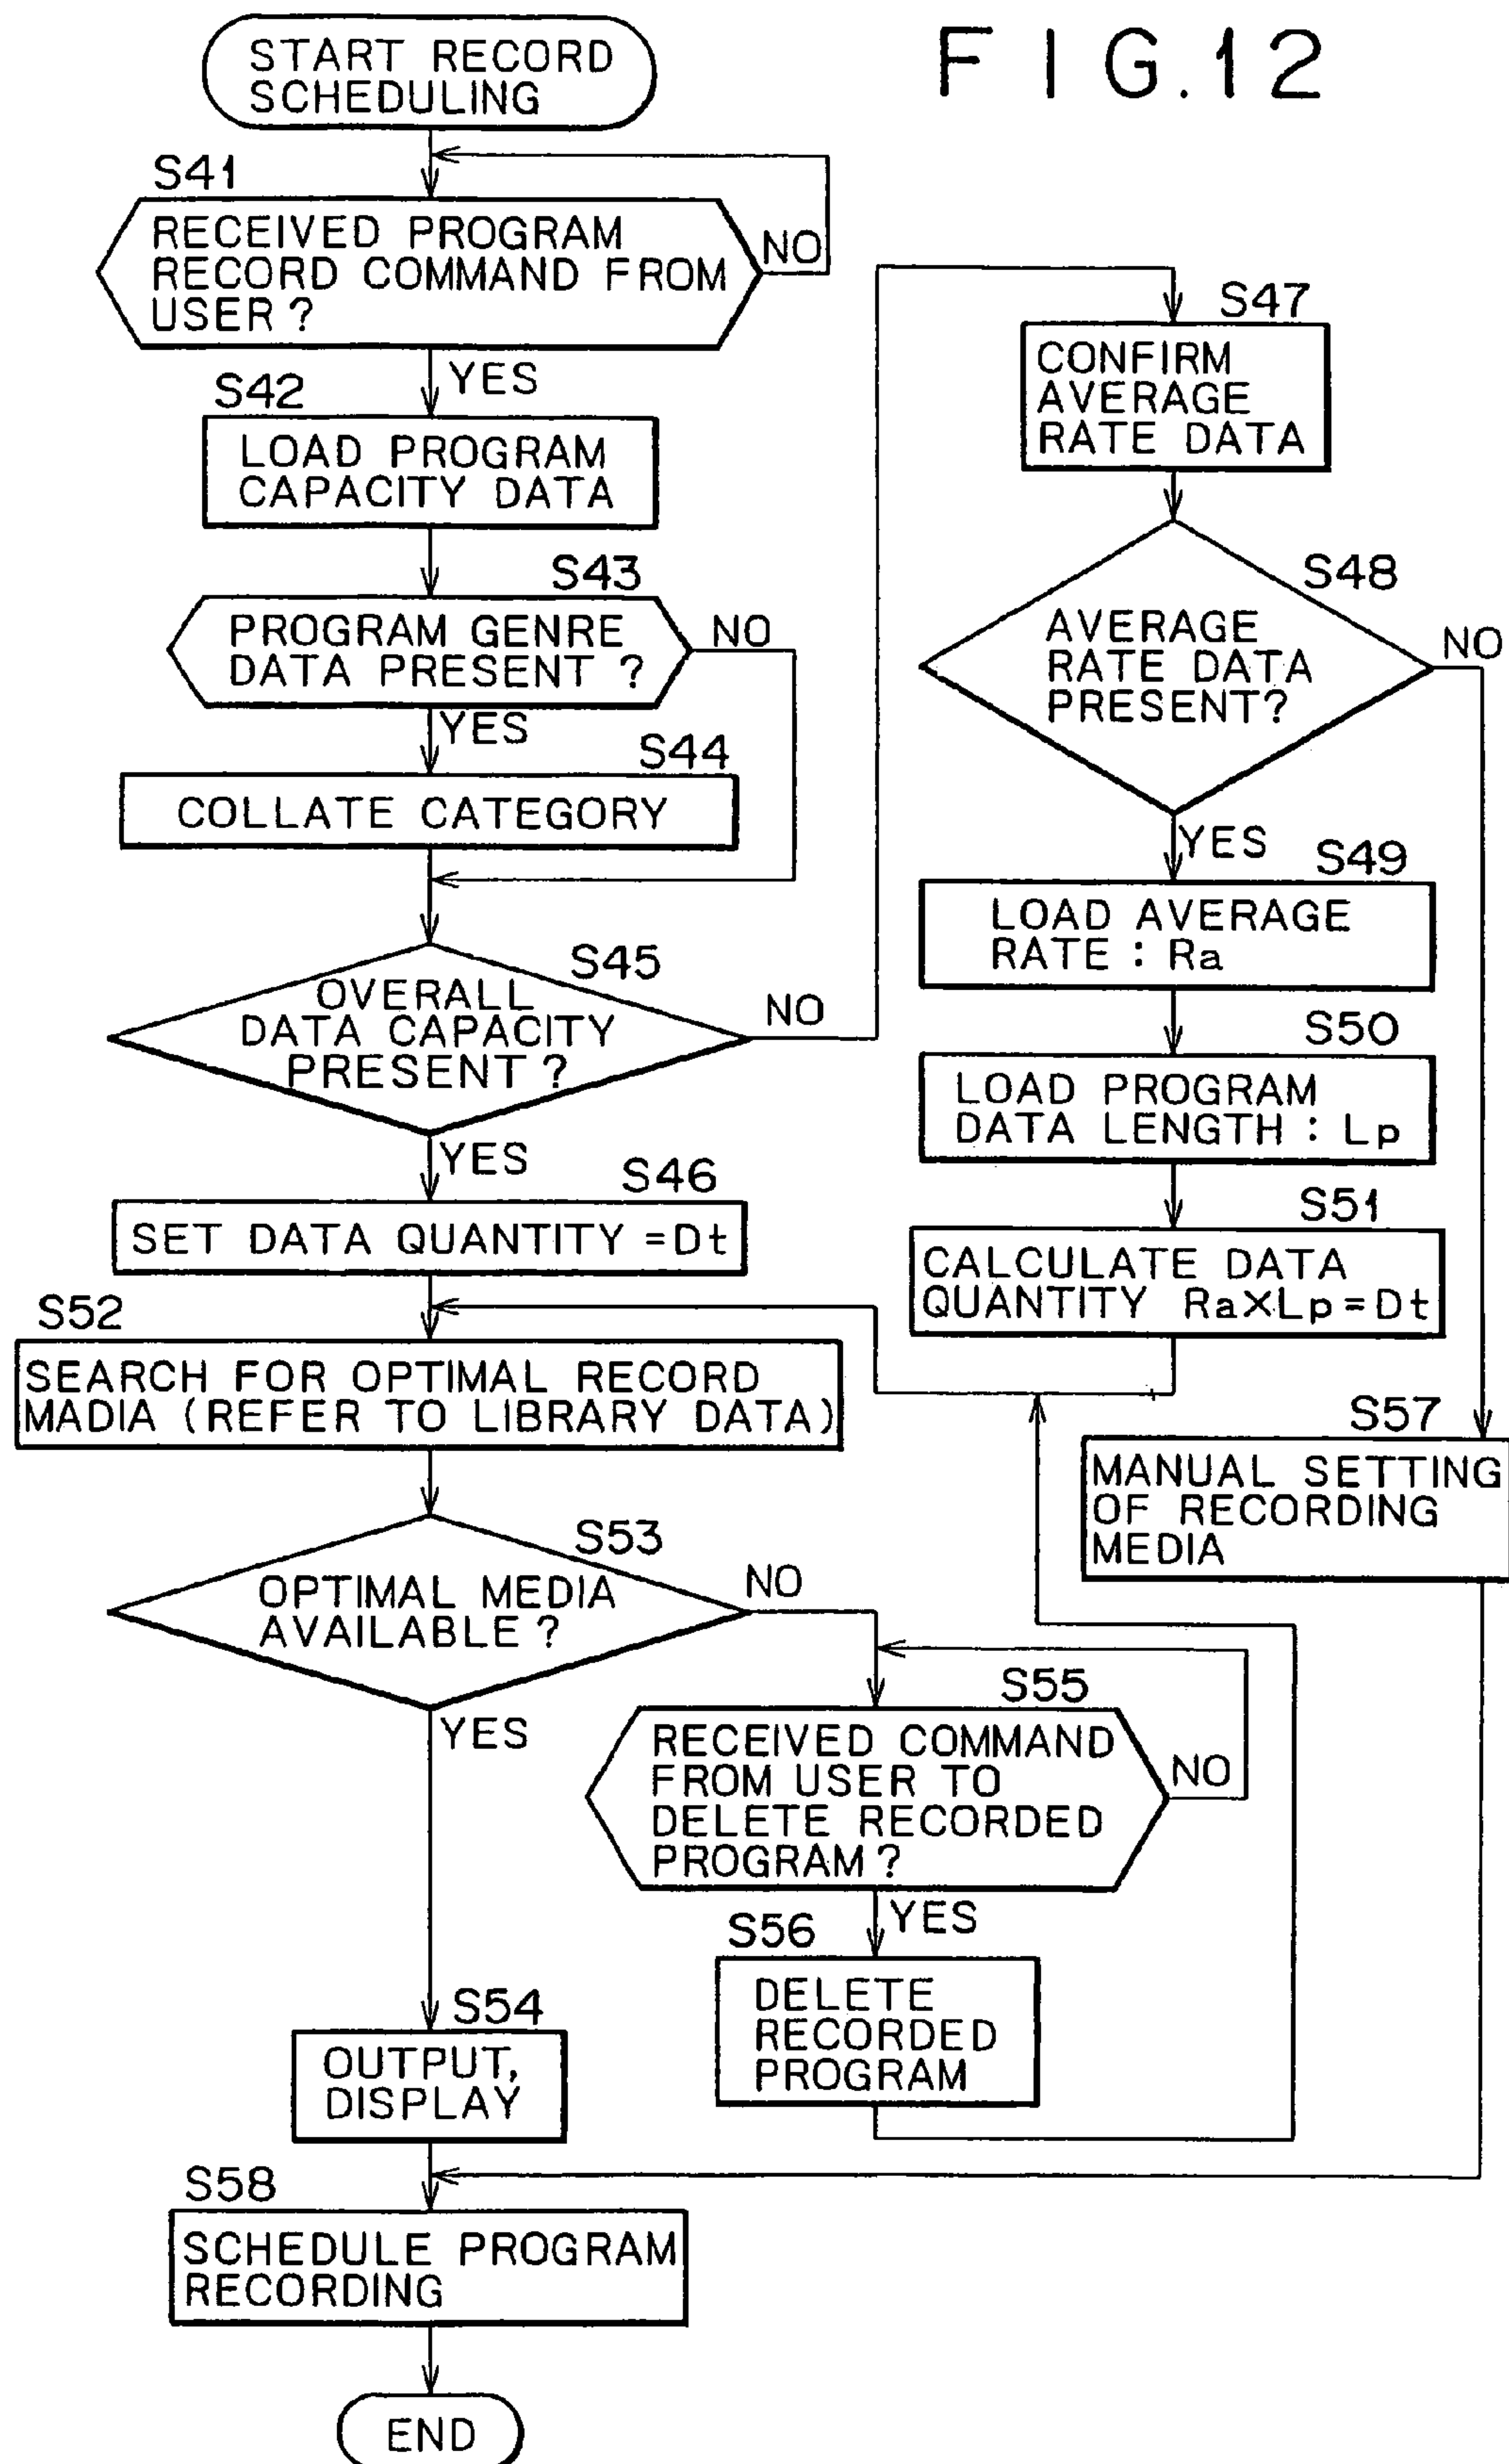 FIG.12
START RECORD
SCHEDULING
S41
RECEIVED PROGRAM
RECORD COMMAND FROM
USER?
NO
YES
S42
LOAD PROGRAM
CAPACITY DATA
S43
PROGRAM GENRE
DATA PRESENT ?
NO
YES
S44
COLLATE CATEGORY
S45
OVERALL
DATA CAPACITY
PRESENT ?
NO
YES
S46
SET DATA QUANTITY =Dt
S47
CONFIRM
AVERAGE
RATE DATA
S48
AVERAGE
RATE DATA
PRESENT?
NO
YES
S49
LOAD AVERAGE
RATE : Ra
S50
LOAD PROGRAM
DATA LENGTH : Lp
S51
CALCULATE DATA
QUANTITY Ra×Lp=Dt
S52
SEARCH FOR OPTIMAL RECORD
MADIA (REFER TO LIBRARY DATA)
S53
OPTIMAL MEDIA
AVAILABLE ?
NO
YES
S57
MANUAL SETTING
OF RECORDING
MEDIA
S55
RECEIVED COMMAND
FROM USER TO
DELETE RECORDED
PROGRAM ?
NO
YES
S56
DELETE
RECORDED
PROGRAM
S54
OUTPUT,
DISPLAY
S58
SCHEDULE PROGRAM
RECORDING
END